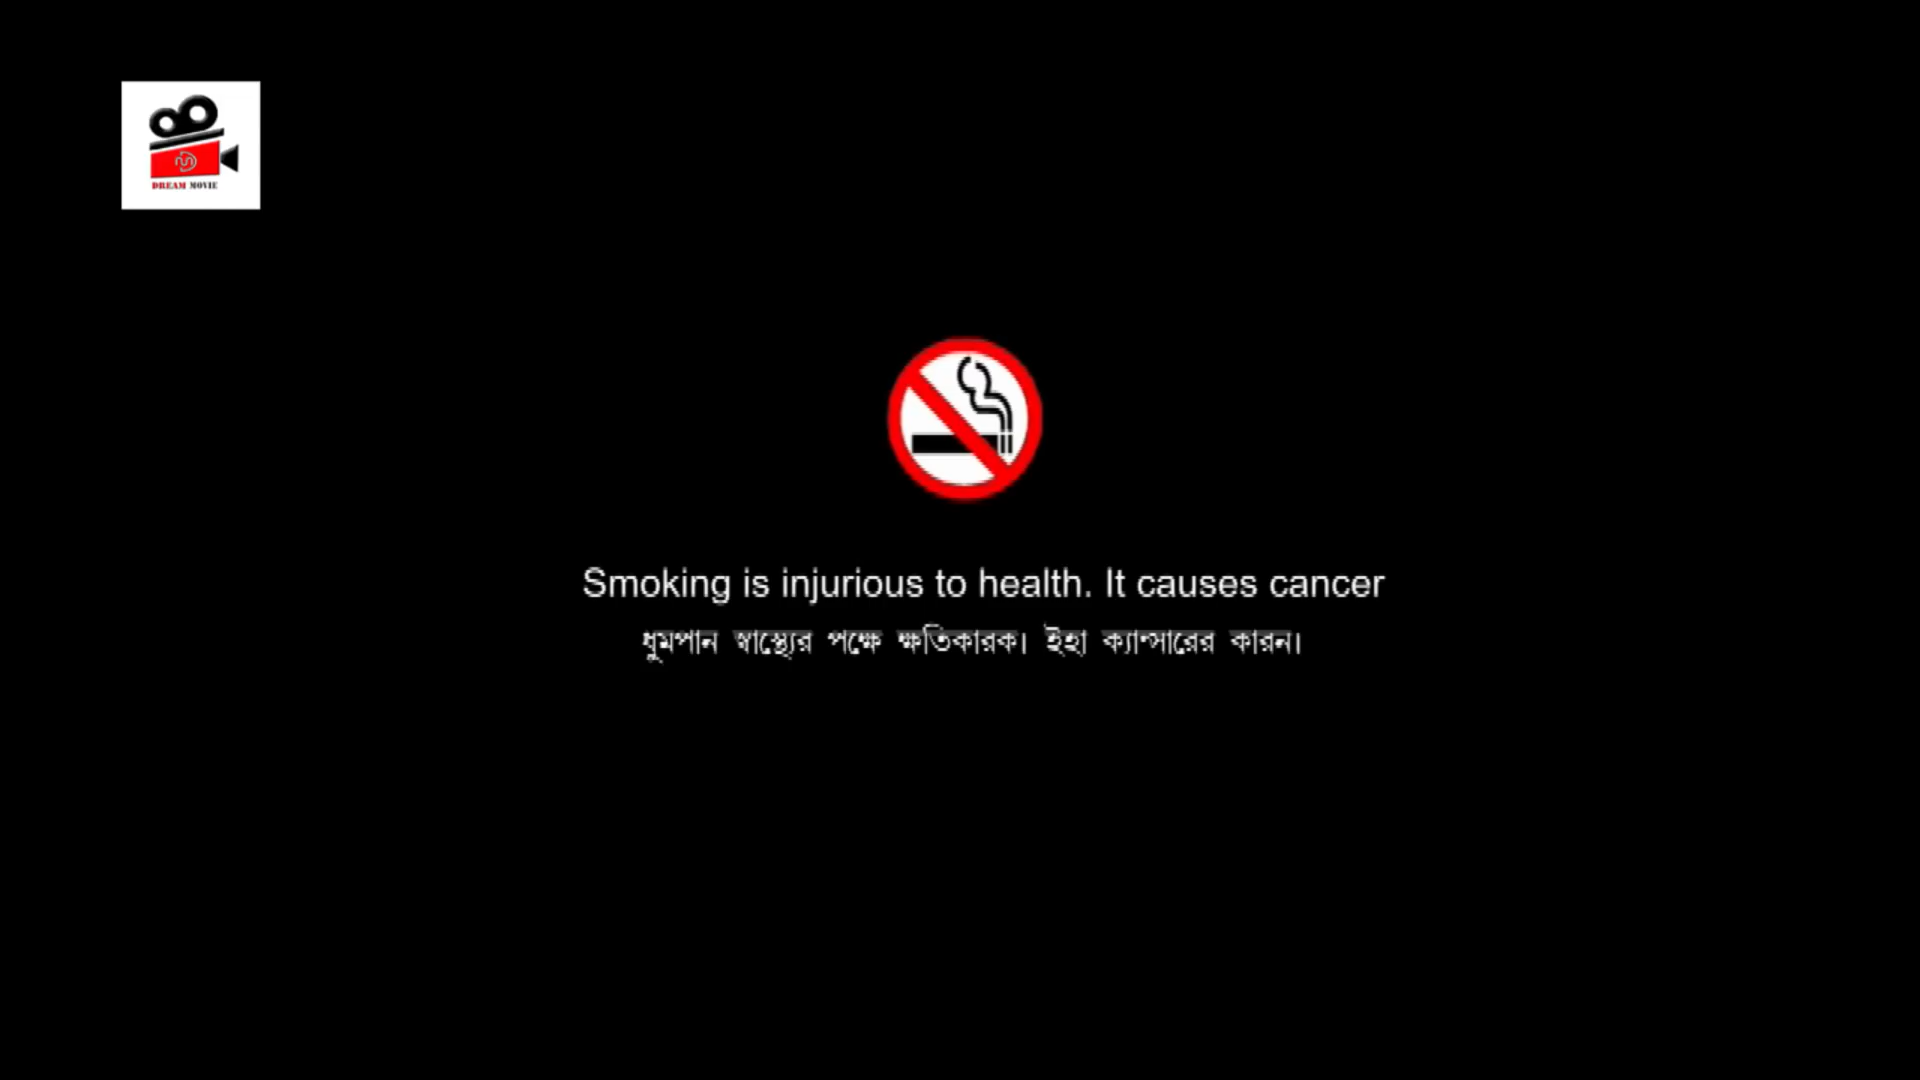 DREAM MOVIE
Smoking is injurious to health. It causes cancer
ধুমপান স্বাস্থ্যের পক্ষে ক্ষতিকারক। ইহা ক্যান্সারের কারন।